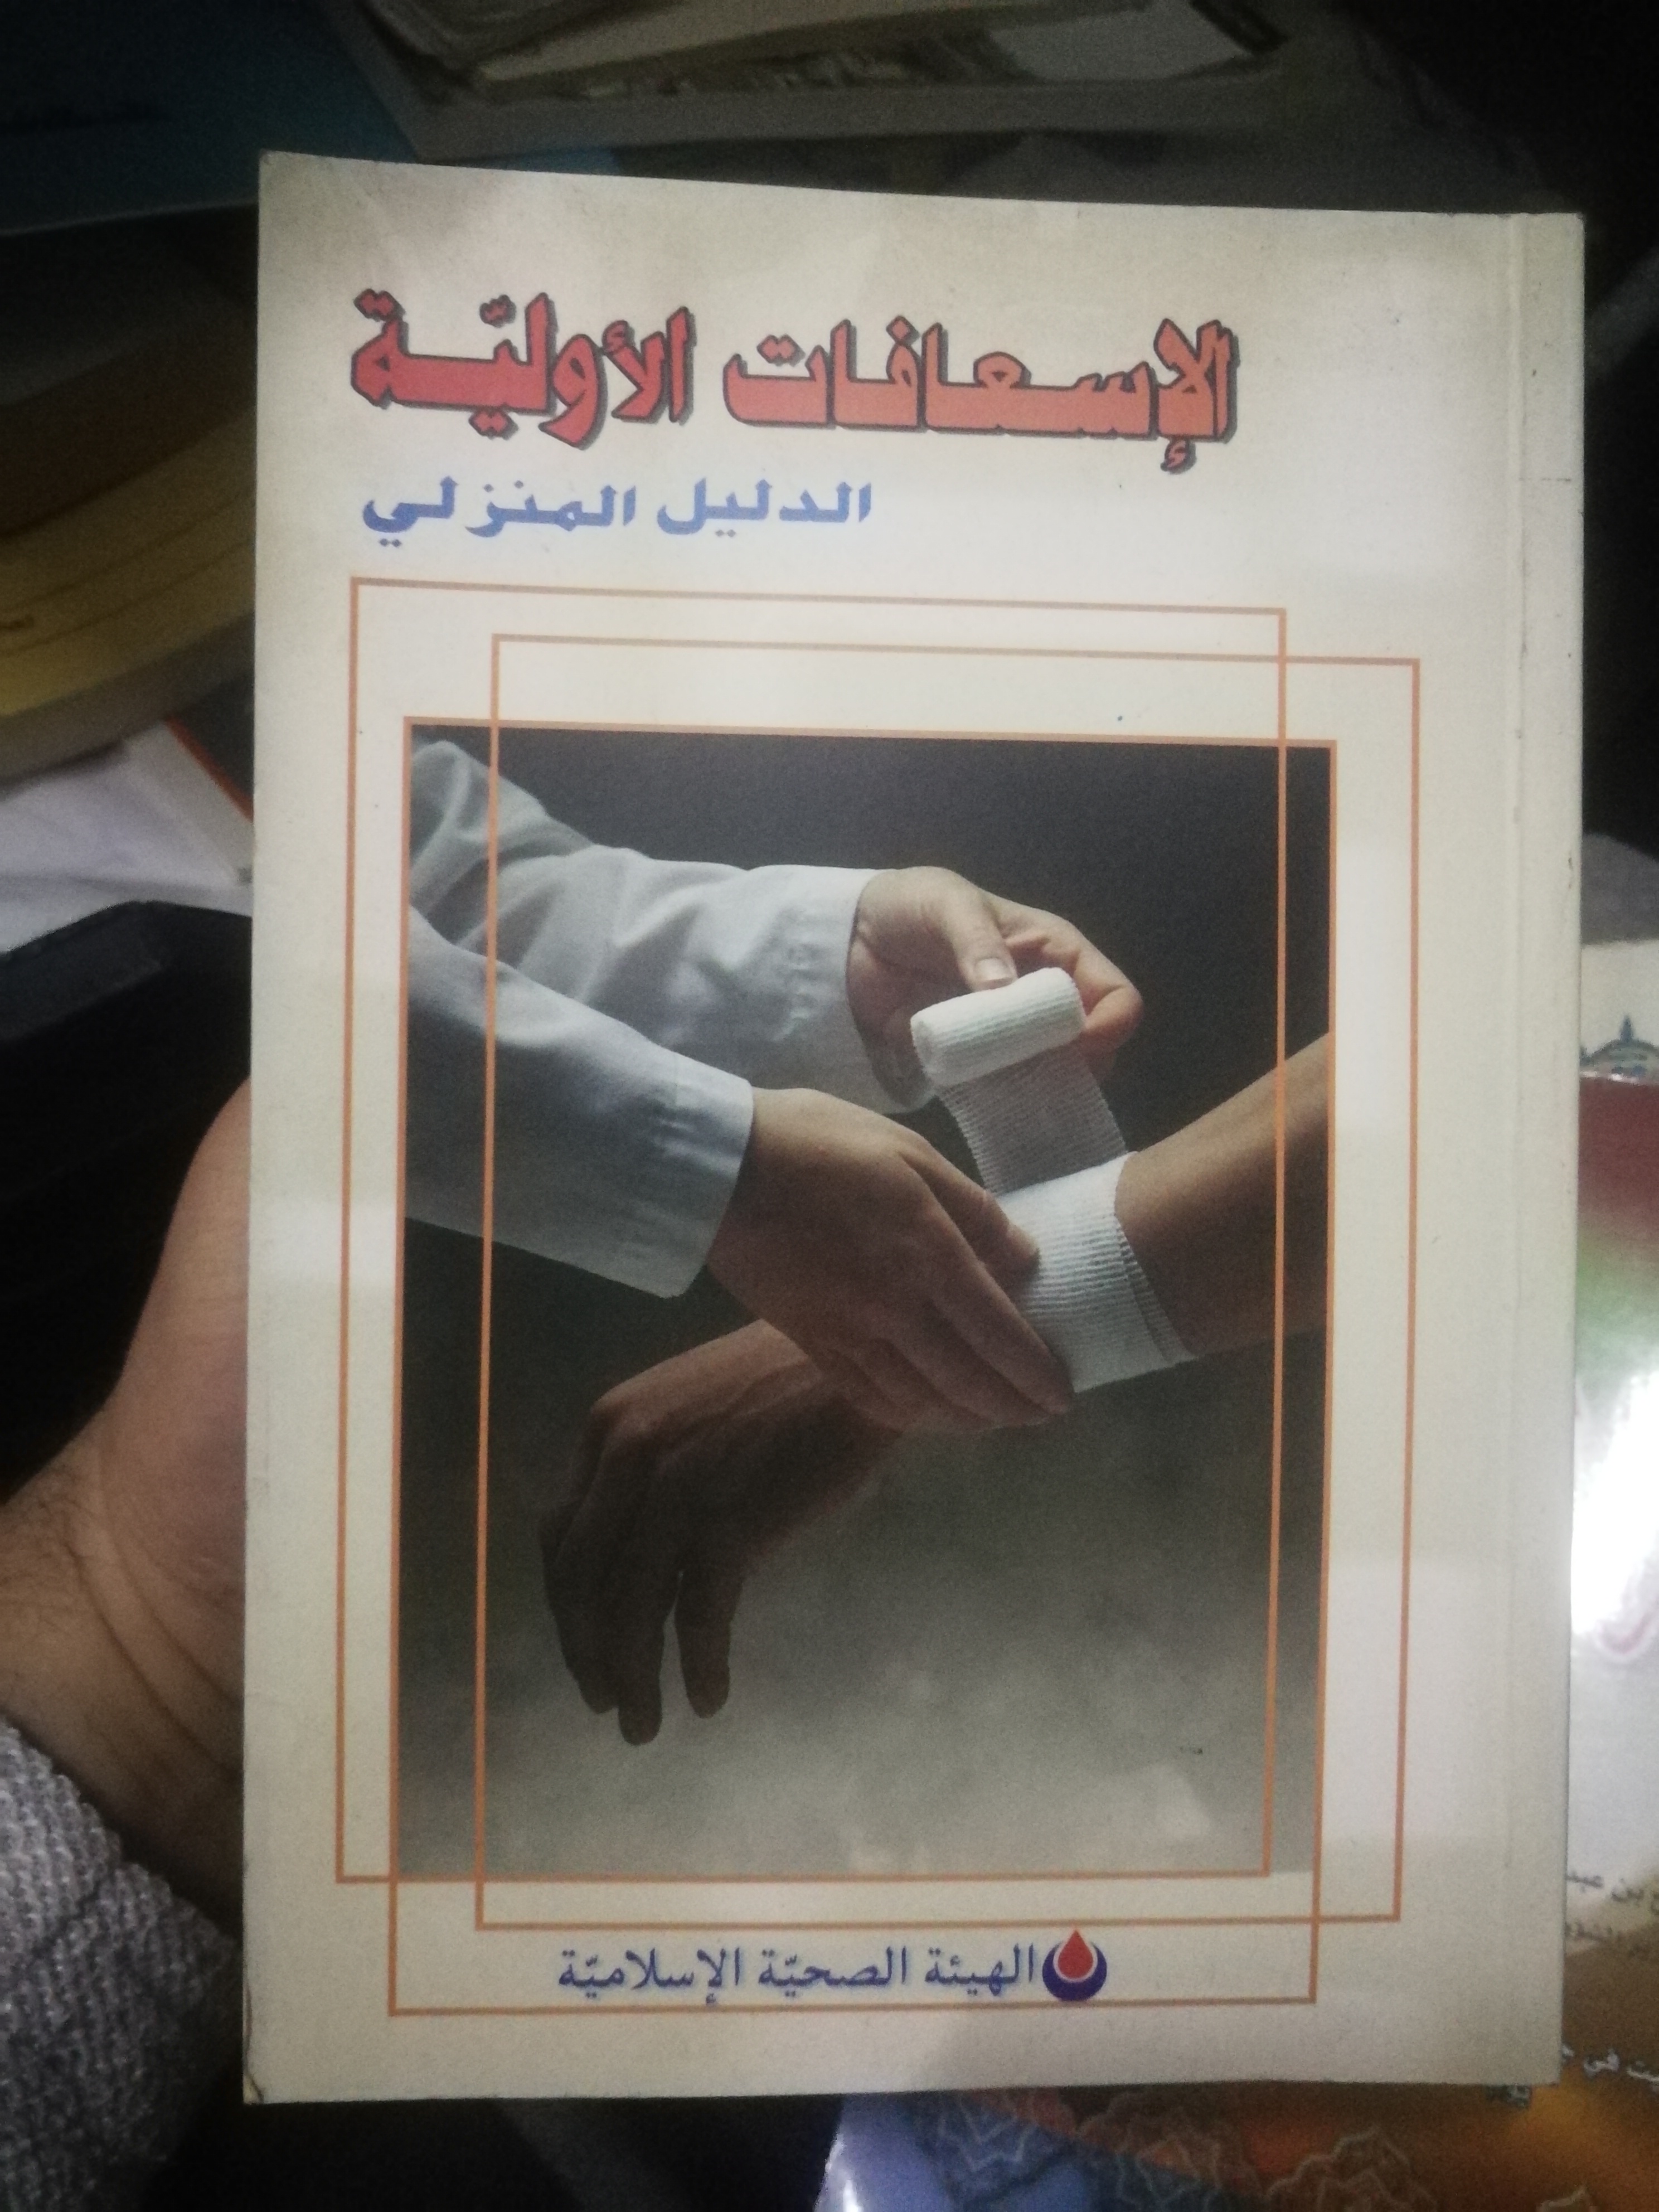 الإسعافات الأوليّة
الدليل المنزلي
الهيئة الصحيّة الإسلاميّة